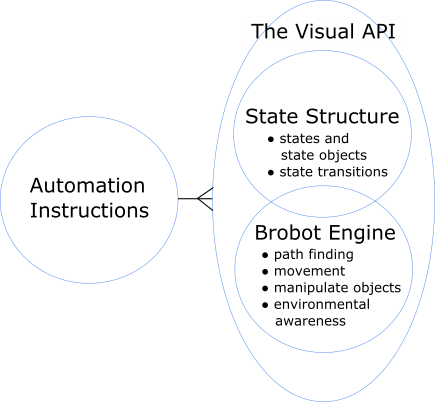 The Visual API
State Structure
● states and
state objects
● state transitions
Automation
Instructions
Brobot Engine
● path finding
● movement
● manipulate objects
● environmental
awareness